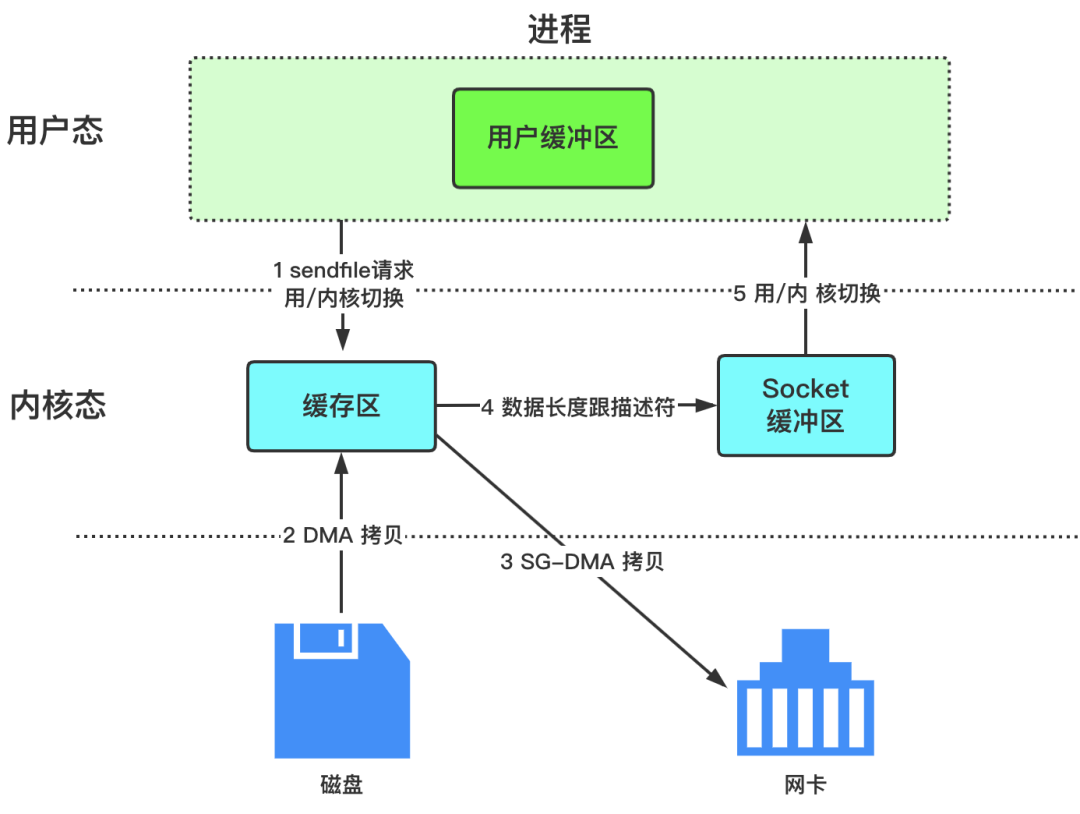 进程
用户态
用户缓冲区
1 sendfile请求
用/内核切换
5 用/内 核切换
内核态
缓存区
4 数据长度跟描述符
Socket
缓冲区
2 DMA 拷贝
3 SG-DMA 拷贝
磁盘
网卡